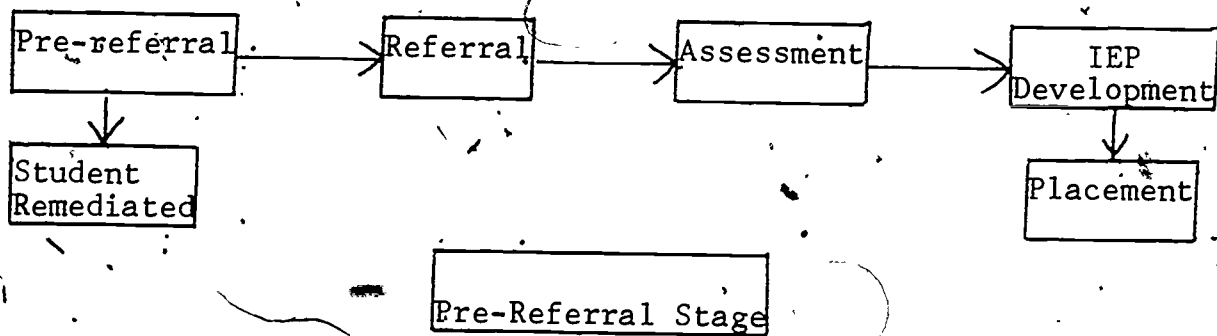 Pre-referral
Referral
Assessment
IEP
Development
Student
Remediated
Placement
Pre-Referral Stage